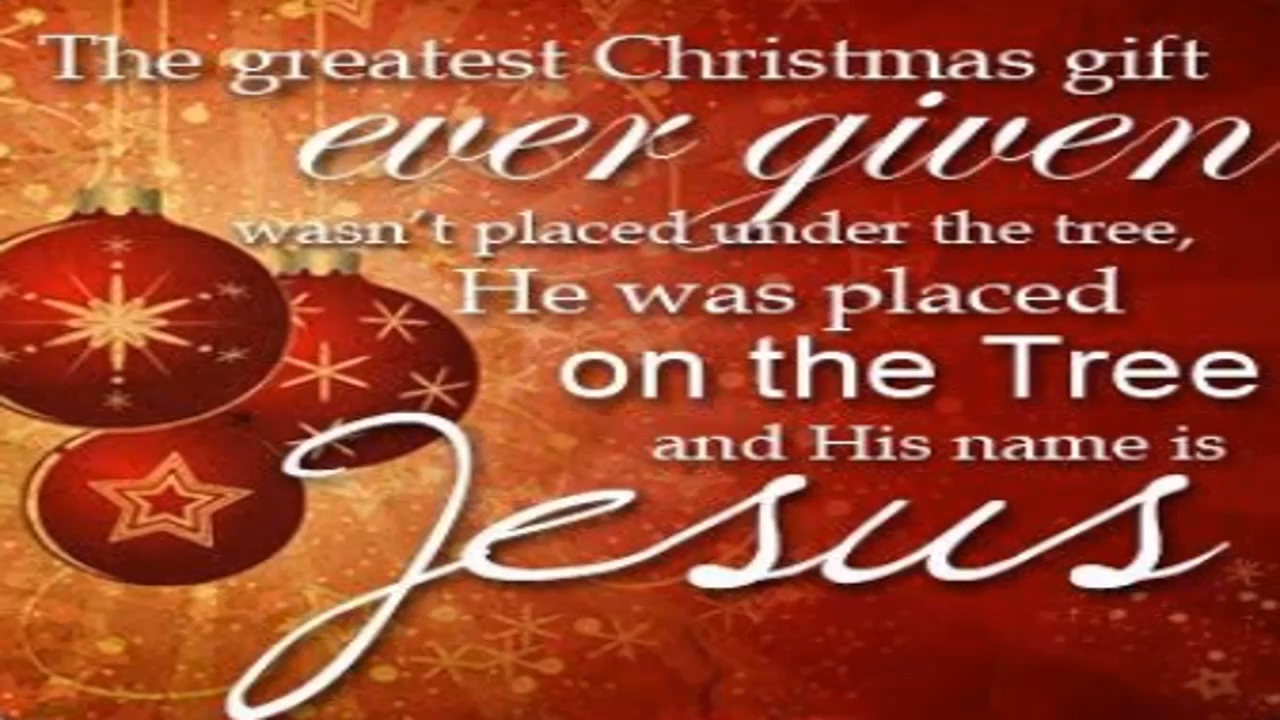 The greatest Christmas gift
ever given
wasn't placed under the tree,
He was placed
on the Tree
and His name is
Jesus